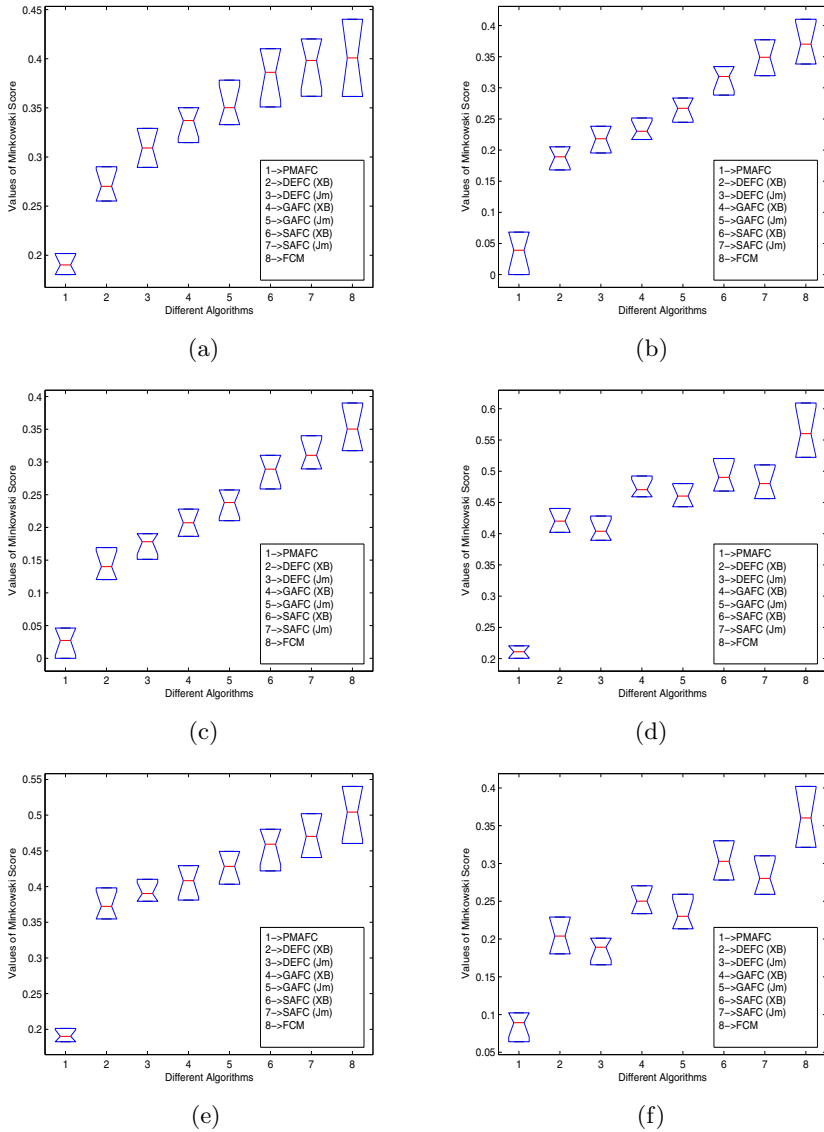 0.45
0.4
0.35
0.3
0.25
0.2
Values of Minkowski Score
1−>PMAFC
2−>DEFC (XB)
3−>DEFC (Jm)
4−>GAFC (XB)
5−>GAFC (Jm)
6−>SAFC (XB)
7−>SAFC (Jm)
8−>FCM
1 2 3 4 5 6 7 8
Different Algorithms
(a)
0.4
0.35
0.3
0.25
0.2
0.15
0.1
0.05
0
Values of Minkowski Score
1−>PMAFC
2−>DEFC (XB)
3−>DEFC (Jm)
4−>GAFC (XB)
5−>GAFC (Jm)
6−>SAFC (XB)
7−>SAFC (Jm)
8−>FCM
1 2 3 4 5 6 7 8
Different Algorithms
(b)
0.4
0.35
0.3
0.25
0.2
0.15
0.1
0.05
0
Values of Minkowski Score
1−>PMAFC
2−>DEFC (XB)
3−>DEFC (Jm)
4−>GAFC (XB)
5−>GAFC (Jm)
6−>SAFC (XB)
7−>SAFC (Jm)
8−>FCM
1 2 3 4 5 6 7 8
Different Algorithms
(c)
0.6
0.55
0.5
0.45
0.4
0.35
0.3
0.25
0.2
Values of Minkowski Score
1−>PMAFC
2−>DEFC (XB)
3−>DEFC (Jm)
4−>GAFC (XB)
5−>GAFC (Jm)
6−>SAFC (XB)
7−>SAFC (Jm)
8−>FCM
1 2 3 4 5 6 7 8
Different Algorithms
(d)
0.55
0.5
0.45
0.4
0.35
0.3
0.25
0.2
Values of Minkowski Score
1−>PMAFC
2−>DEFC (XB)
3−>DEFC (Jm)
4−>GAFC (XB)
5−>GAFC (Jm)
6−>SAFC (XB)
7−>SAFC (Jm)
8−>FCM
1 2 3 4 5 6 7 8
Different Algorithms
(e)
0.4
0.35
0.3
0.25
0.2
0.15
0.1
0.05
Values of Minkowski Score
1−>PMAFC
2−>DEFC (XB)
3−>DEFC (Jm)
4−>GAFC (XB)
5−>GAFC (Jm)
6−>SAFC (XB)
7−>SAFC (Jm)
8−>FCM
1 2 3 4 5 6 7 8
Different Algorithms
(f)